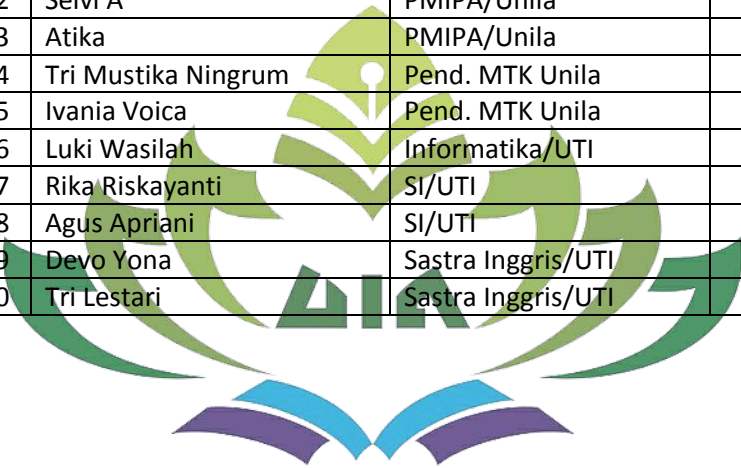 2 Selvi A PMIPA/Unila
3 Atika PMIPA/Unila
4 Tri Mustika Ningrum Pend. MTK Unila
5 Ivania Voica Pend. MTK Unila
6 Luki Wasilah Informatika/UTI
7 Rika Riskayanti SI/UTI
8 Agus Apriani SI/UTI
9 Devo Yona Sastra Inggris/UTI
0 Tri Lestari Sastra Inggris/UTI